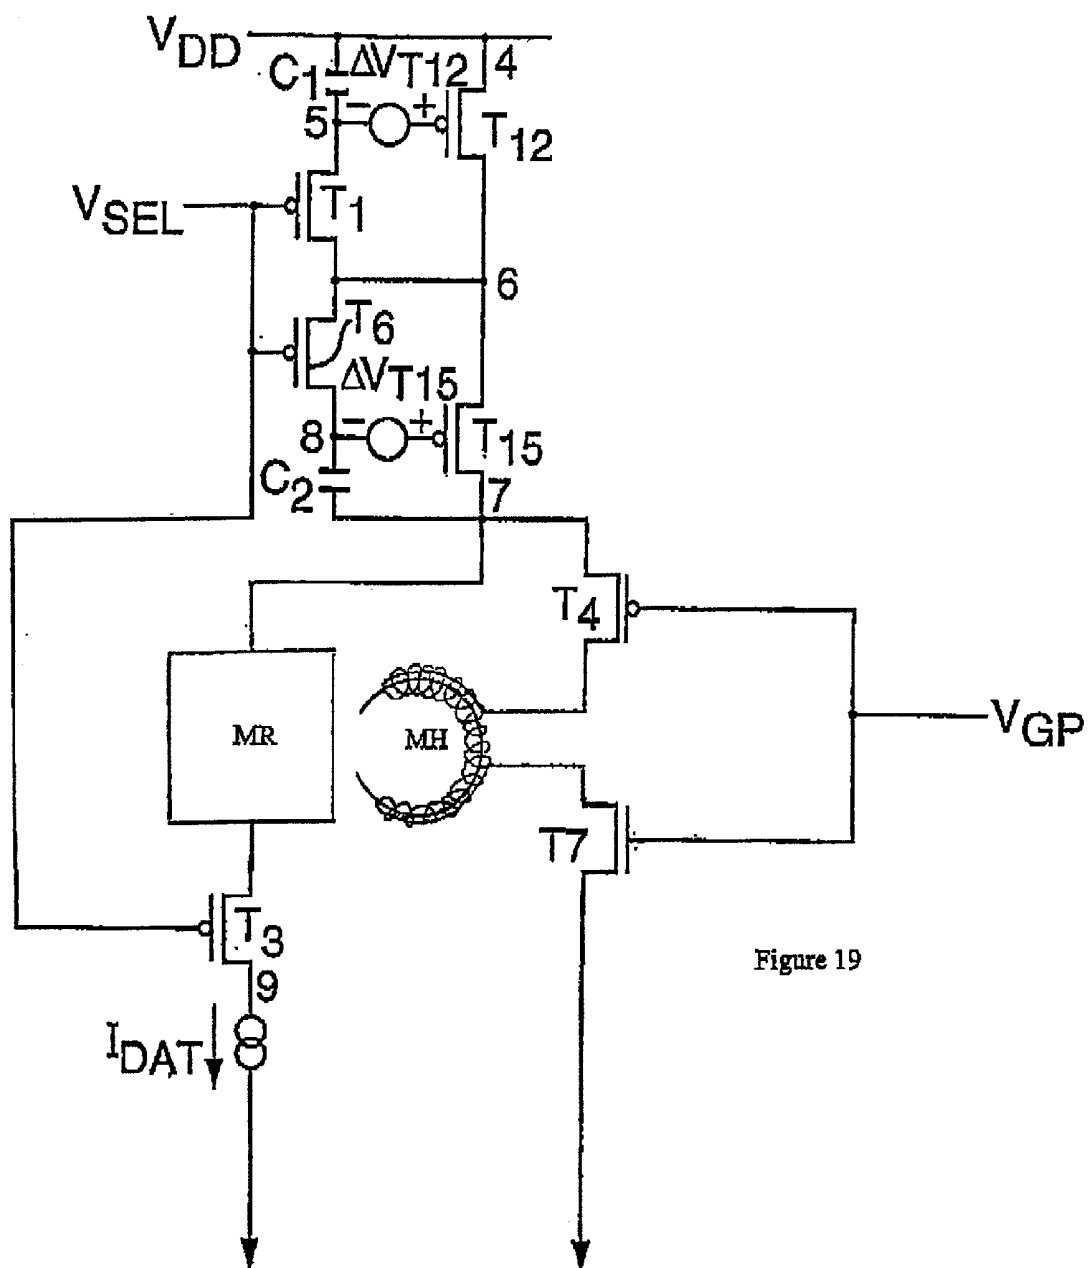 VDD
C1
ΔVT12
4
5
− +
T12
VSEL
T1
6
T6
ΔVT15
8
− +
T15
C2
7
T4
MR
MH
VGP
T7
T3
Figure 19
9
IDAT